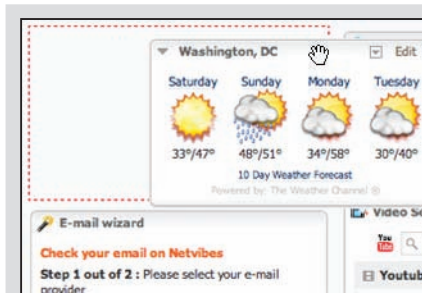 Washington, DC
Edit
Saturday Sunday Monday Tuesday
33°/47° 48°/51° 34°/58° 30°/40°
10 Day Weather Forecast
Powered by: The Weather Channel ®
E-mail wizard
Check your email on Netvibes
Step 1 out of 2 : Please select your e-mail
provider
Video Se
You Tube
Youtub